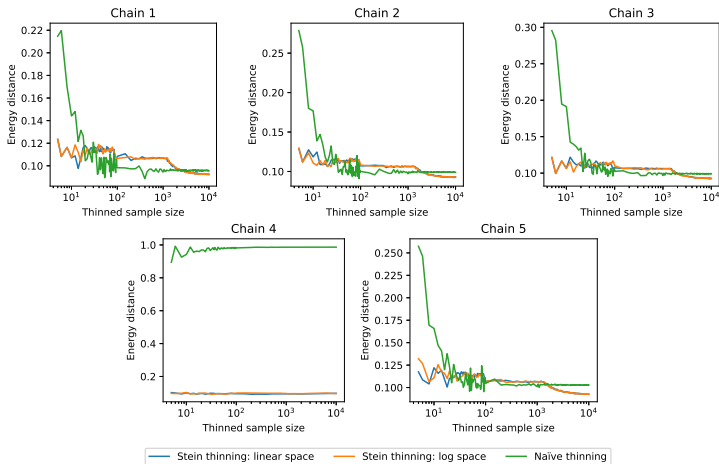 Chain 1
Energy distance
0.22
0.20
0.18
0.16
0.14
0.12
0.10
10¹
10²
10³
10⁴
Thinned sample size
Chain 2
Energy distance
0.25
0.20
0.15
0.10
10¹
10²
10³
10⁴
Thinned sample size
Chain 3
Energy distance
0.30
0.25
0.20
0.15
0.10
10¹
10²
10³
10⁴
Thinned sample size
Chain 4
Energy distance
1.0
0.8
0.6
0.4
0.2
10¹
10²
10³
10⁴
Thinned sample size
Chain 5
Energy distance
0.250
0.225
0.200
0.175
0.150
0.125
0.100
10¹
10²
10³
10⁴
Thinned sample size
Stein thinning: linear space
Stein thinning: log space
Naïve thinning